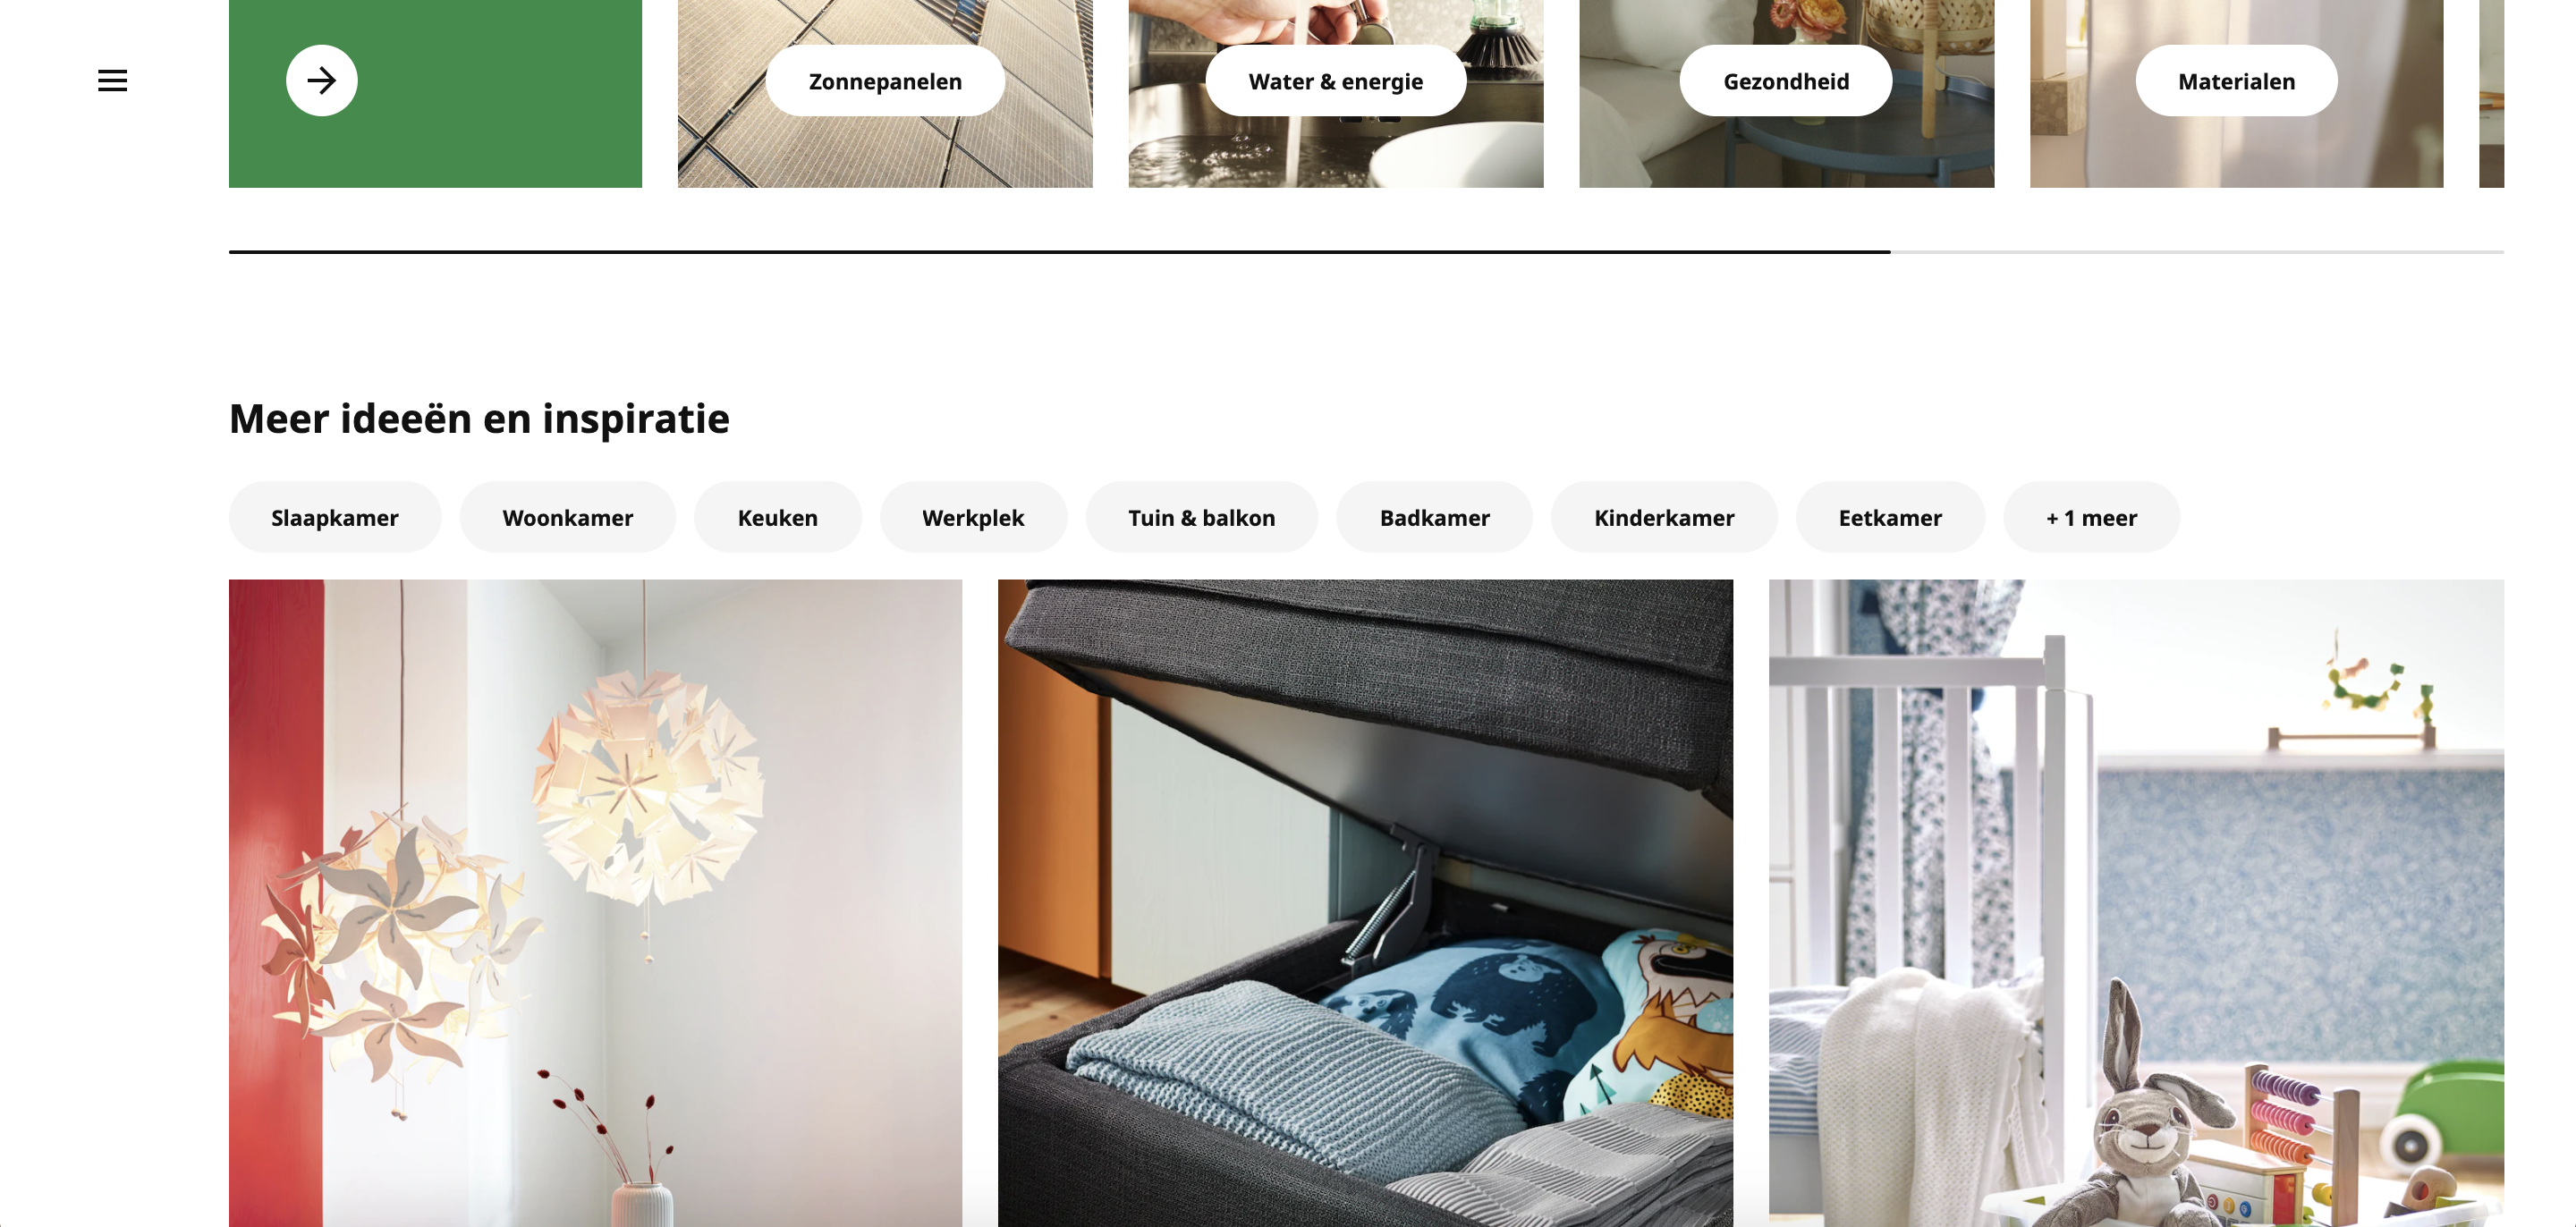 Zonnepanelen
Water & energie
Gezondheid
Materialen
Meer ideeën en inspiratie
Slaapkamer
Woonkamer
Keuken
Werkplek
Tuin & balkon
Badkamer
Kinderkamer
Eetkamer
+ 1 meer